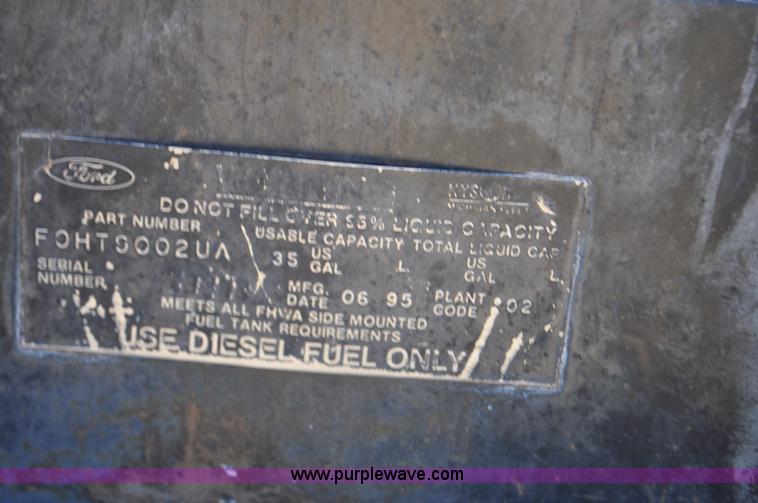 Ford
DO NOT FILL OVER 95% LIQUID CAPACITY
PART NUMBER USABLE CAPACITY TOTAL LIQUID CAP
F0HT9002UA 35 US GAL L US GAL L
SERIAL NUMBER MFG. DATE 06 95 PLANT CODE 02
MEETS ALL FHWA SIDE MOUNTED
FUEL TANK REQUIREMENTS
USE DIESEL FUEL ONLY
www.purplewave.com